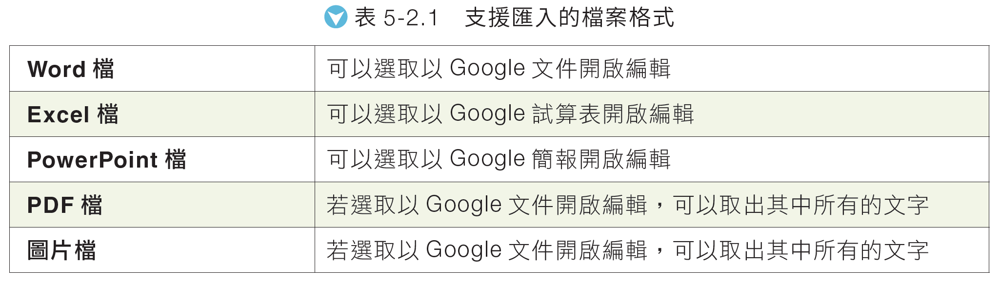 表 5-2.1　支援匯入的檔案格式
Word 檔　可以選取以 Google 文件開啟編輯
Excel 檔　可以選取以 Google 試算表開啟編輯
PowerPoint 檔　可以選取以 Google 簡報開啟編輯
PDF 檔　若選取以 Google 文件開啟編輯，可以取出其中所有的文字
圖片檔　若選取以 Google 文件開啟編輯，可以取出其中所有的文字